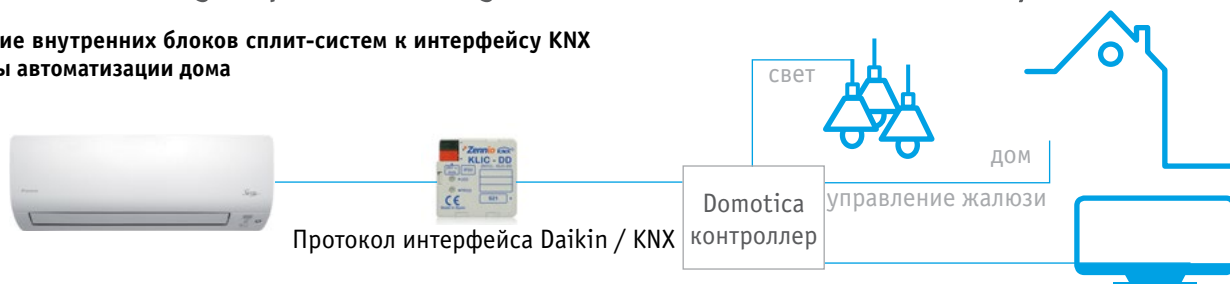 ие внутренних блоков сплит-систем к интерфейсу KNX
ы автоматизации дома
свет
Zennio KNX
KLIC - DD
CE
дом
управление жалюзи
Domotica
контроллер
Протокол интерфейса Daikin / KNX